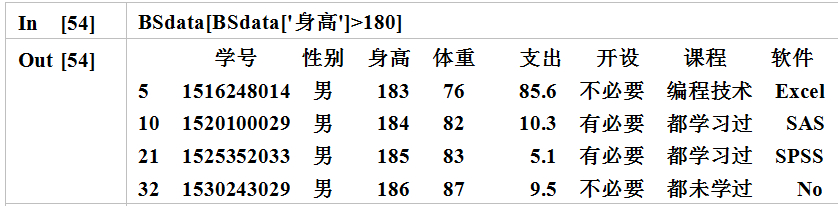 In [54] BSdata[BSdata['身高']>180]
Out [54] 学号 性别 身高 体重 支出 开设 课程 软件
5 1516248014 男 183 76 85.6 不必要 编程技术 Excel
10 1520100029 男 184 82 10.3 有必要 都学习过 SAS
21 1525352033 男 185 83 5.1 有必要 都学习过 SPSS
32 1530243029 男 186 87 9.5 不必要 都未学过 No